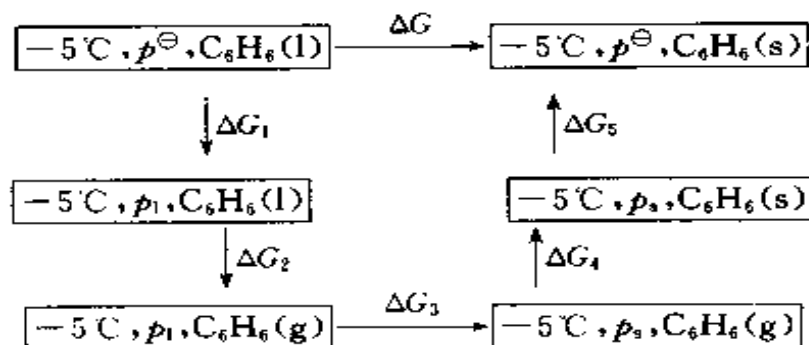 −5℃,p⊖,C₆H₆(l) ΔG −5℃,p⊖,C₆H₆(s)
ΔG₁ ΔG₅
−5℃,p₁,C₆H₆(l) −5℃,pₛ,C₆H₆(s)
ΔG₂ ΔG₄
−5℃,p₁,C₆H₆(g) ΔG₃ −5℃,pₛ,C₆H₆(g)